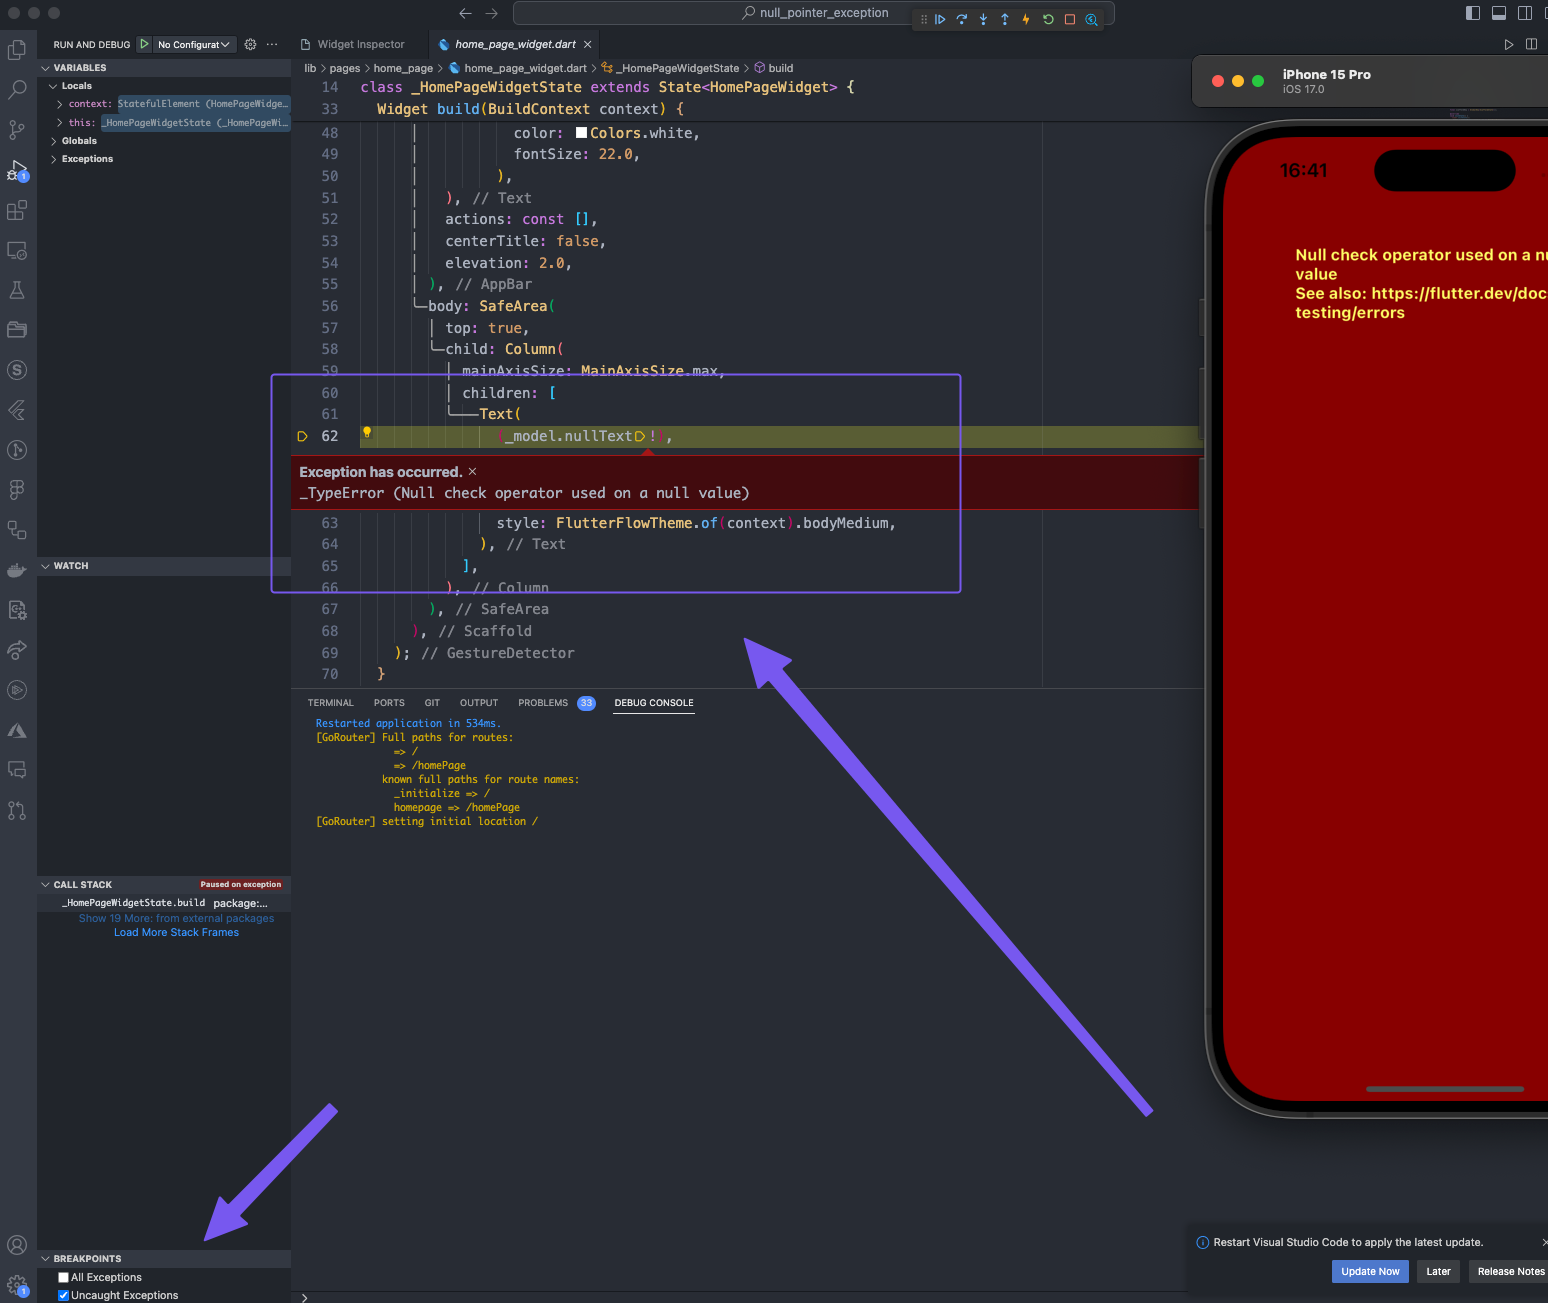 null_pointer_exception
RUN AND DEBUG
No Configurat
Widget Inspector
home_page_widget.dart
lib > pages > home_page > home_page_widget.dart > _HomePageWidgetState > build
VARIABLES
Locals
context: StatefulElement (HomePageWidge…
this: _HomePageWidgetState (_HomePageWi…
Globals
Exceptions
14 class _HomePageWidgetState extends State<HomePageWidget> {
33 Widget build(BuildContext context) {
48 color: Colors.white,
49 fontSize: 22.0,
50 ),
51 ), // Text
52 actions: const [],
53 centerTitle: false,
54 elevation: 2.0,
55 ), // AppBar
56 body: SafeArea(
57 top: true,
58 child: Column(
59 mainAxisSize: MainAxisSize.max,
60 children: [
61 Text(
62 (_model.nullText!),
Exception has occurred.
_TypeError (Null check operator used on a null value)
63 style: FlutterFlowTheme.of(context).bodyMedium,
64 ), // Text
65 ],
66 ), // Column
67 ), // SafeArea
68 ), // Scaffold
69 ); // GestureDetector
70 }
WATCH
CALL STACK
Paused on exception
_HomePageWidgetState.build package:...
Show 19 More: from external packages
Load More Stack Frames
BREAKPOINTS
All Exceptions
Uncaught Exceptions
1
1
TERMINAL PORTS GIT OUTPUT PROBLEMS 33 DEBUG CONSOLE
Restarted application in 534ms.
[GoRouter] Full paths for routes:
=> /
=> /homePage
known full paths for route names:
_initialize => /
homepage => /homePage
[GoRouter] setting initial location /
iPhone 15 Pro
iOS 17.0
16:41
Null check operator used on a nu
value
See also: https://flutter.dev/doc
testing/errors
Restart Visual Studio Code to apply the latest update.
Update Now
Later
Release Notes